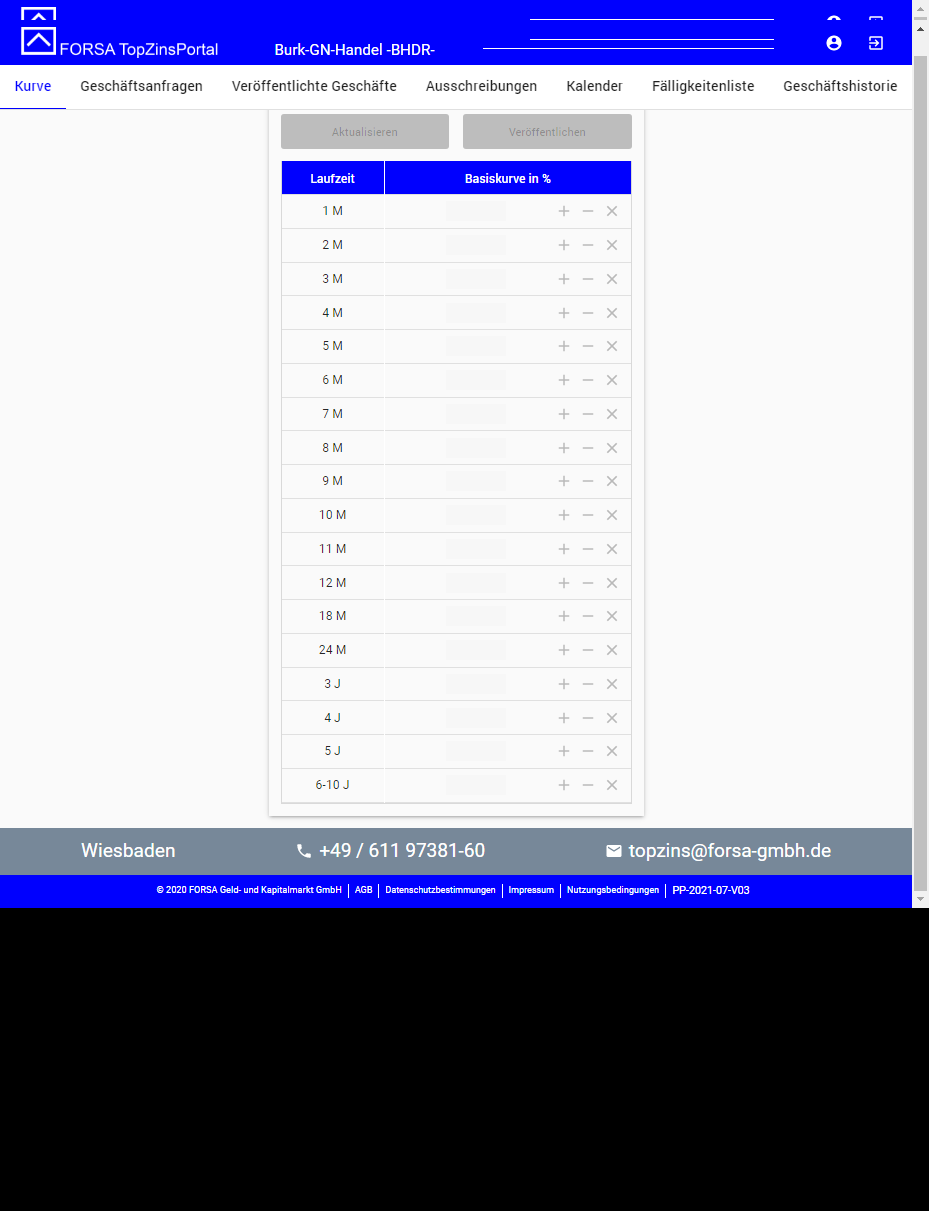 FORSA TopZinsPortal
Burk-GN-Handel -BHDR-
Kurve Geschäftsanfragen Veröffentlichte Geschäfte Ausschreibungen Kalender Fälligkeitenliste Geschäftshistorie
Aktualisieren Veröffentlichen
Laufzeit Basiskurve in %
1 M
2 M
3 M
4 M
5 M
6 M
7 M
8 M
9 M
10 M
11 M
12 M
18 M
24 M
3 J
4 J
5 J
6-10 J
Wiesbaden +49 / 611 97381-60 topzins@forsa-gmbh.de
© 2020 FORSA Geld- und Kapitalmarkt GmbH AGB Datenschutzbestimmungen Impressum Nutzungsbedingungen PP-2021-07-V03